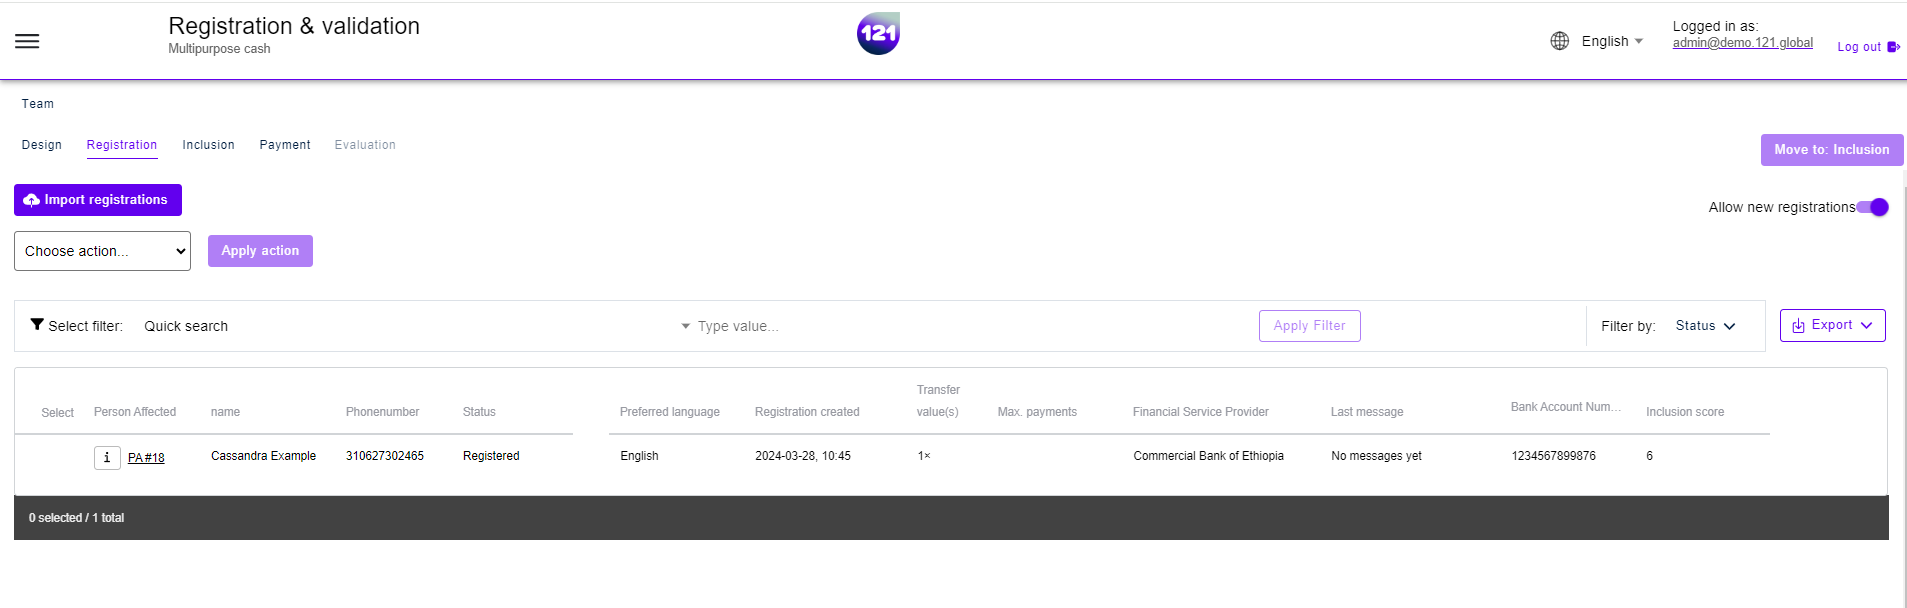 Registration & validation
Multipurpose cash
121
English
Logged in as:
admin@demo.121.global
Log out
Team
Design Registration Inclusion Payment Evaluation
Move to: Inclusion
Import registrations
Allow new registrations
Choose action...
Apply action
Select filter: Quick search Type value... Apply Filter Filter by: Status Export
Select Person Affected name Phonenumber Status Preferred language Registration created Transfer value(s) Max. payments Financial Service Provider Last message Bank Account Num... Inclusion score
i PA #18 Cassandra Example 310627302465 Registered English 2024-03-28, 10:45 1× Commercial Bank of Ethiopia No messages yet 1234567899876 6
0 selected / 1 total